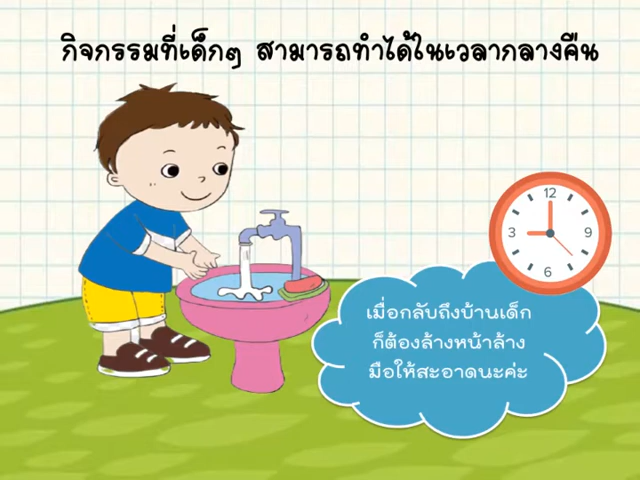 กิจกรรมที่เด็กๆ สามารถทำได้ในเวลากลางคืน
12
3
9
6
เมื่อกลับถึงบ้านเด็ก
ก็ต้องล้างหน้าล้าง
มือให้สะอาดนะค่ะ